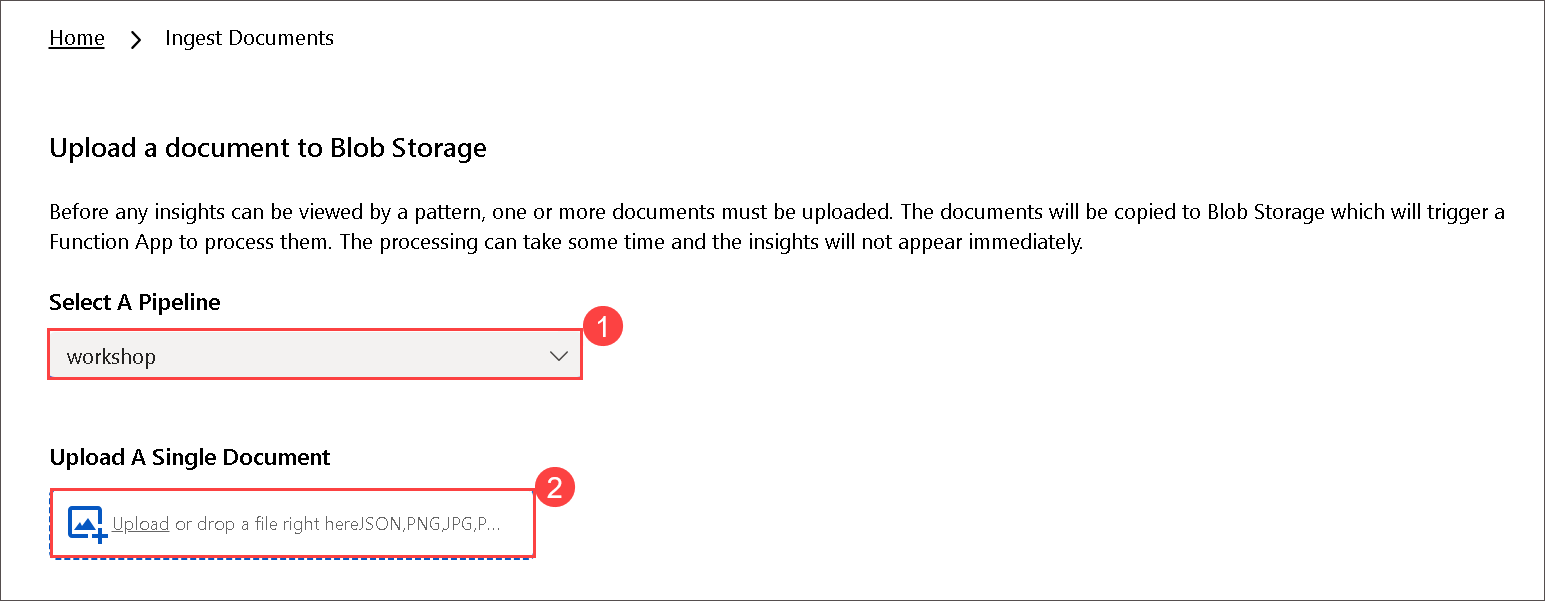 Home > Ingest Documents
Upload a document to Blob Storage
Before any insights can be viewed by a pattern, one or more documents must be uploaded. The documents will be copied to Blob Storage which will trigger a
Function App to process them. The processing can take some time and the insights will not appear immediately.
Select A Pipeline
1
workshop
Upload A Single Document
2
Upload or drop a file right hereJSON,PNG,JPG,P...